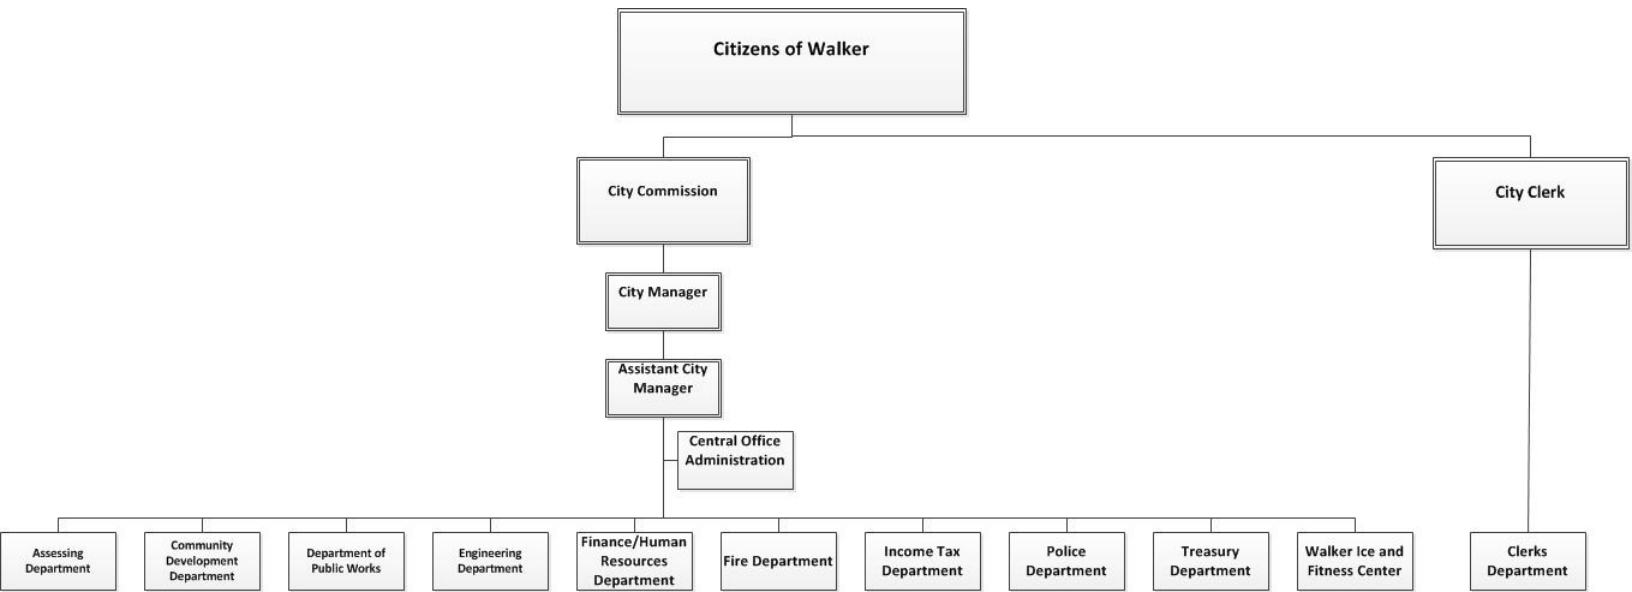 Citizens of Walker
City Commission
City Clerk
City Manager
Assistant City
Manager
Central Office
Administration
Assessing
Department
Community
Development
Department
Department of
Public Works
Engineering
Department
Finance/Human
Resources
Department
Fire Department
Income Tax
Department
Police
Department
Treasury
Department
Walker Ice and
Fitness Center
Clerks
Department